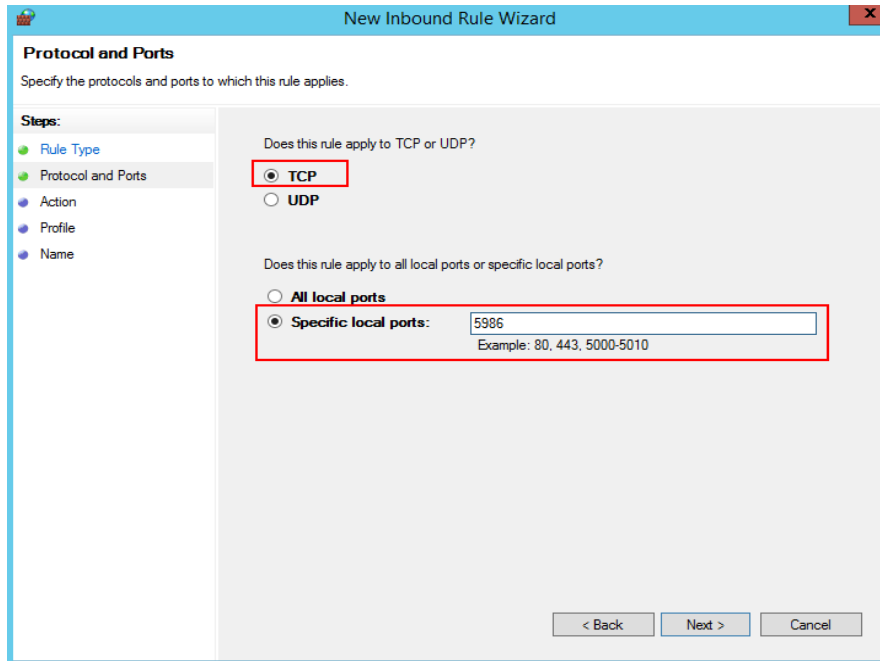 New Inbound Rule Wizard
x
Protocol and Ports
Specify the protocols and ports to which this rule applies.
Steps:
Rule Type
Protocol and Ports
Action
Profile
Name
Does this rule apply to TCP or UDP?
TCP
UDP
Does this rule apply to all local ports or specific local ports?
All local ports
Specific local ports: 5986
Example: 80, 443, 5000-5010
< Back Next > Cancel